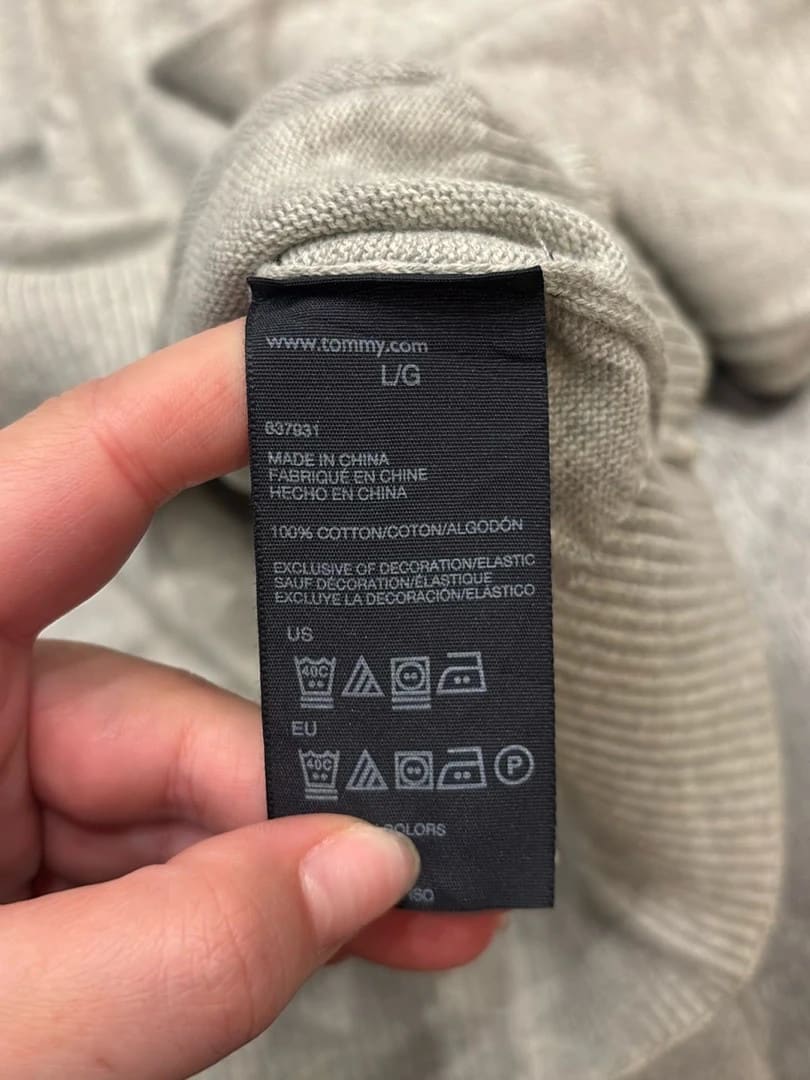 www.tommy.com
L/G
837931
MADE IN CHINA
FABRIQUÉ EN CHINE
HECHO EN CHINA
100% COTTON/COTON/ALGODÓN
EXCLUSIVE OF DECORATION/ELASTIC
SAUF DÉCORATION/ÉLASTIQUE
EXCLUYE LA DECORACIÓN/ELÁSTICO
US
40C
EU
40C
P
COLORS